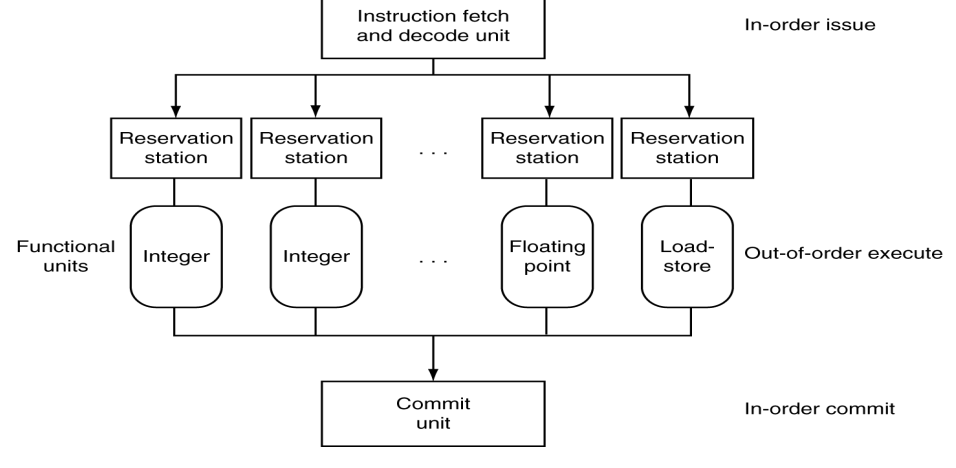 Instruction fetch
and decode unit
In-order issue
Reservation
station
Reservation
station
. . .
Reservation
station
Reservation
station
Functional
units
Integer
Integer
. . .
Floating
point
Load-
store
Out-of-order execute
Commit
unit
In-order commit